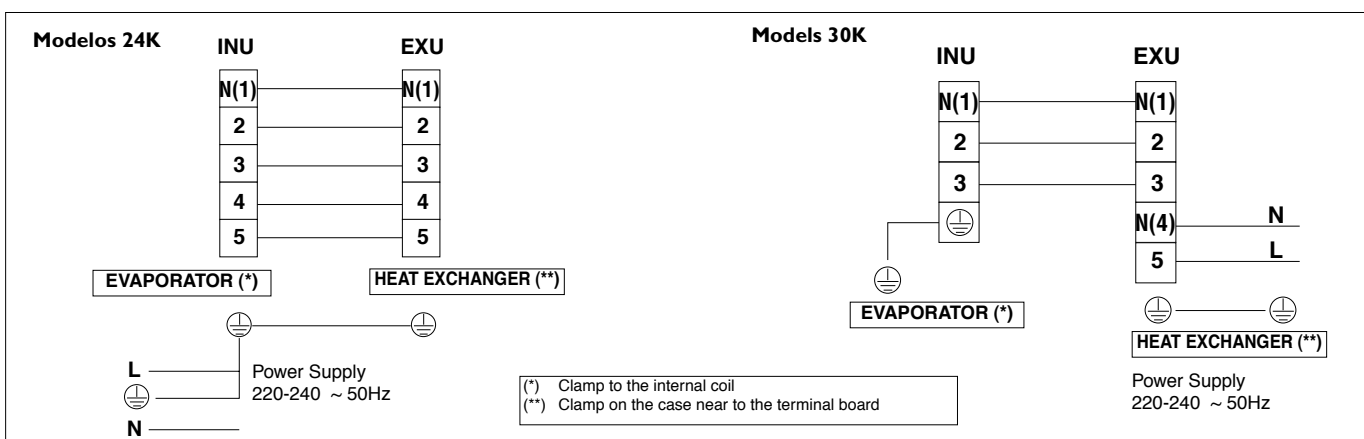 Modelos 24K
INU EXU
N(1) N(1)
2 2
3 3
4 4
5 5
EVAPORATOR (*) HEAT EXCHANGER (**)
L
N
Power Supply
220-240 ~ 50Hz
Models 30K
INU EXU
N(1) N(1)
2 2
3 3
N(4) N
5 L
EVAPORATOR (*)
HEAT EXCHANGER (**)
Power Supply
220-240 ~ 50Hz
(*) Clamp to the internal coil
(**) Clamp on the case near to the terminal board